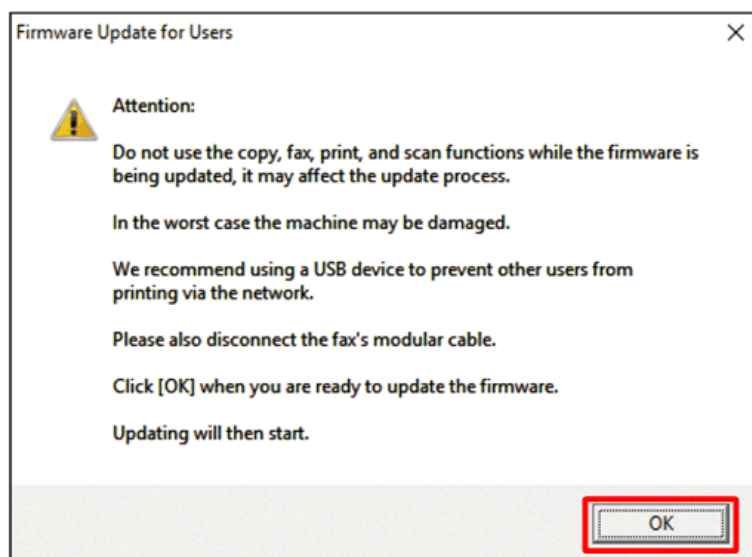 Firmware Update for Users
Attention:
Do not use the copy, fax, print, and scan functions while the firmware is
being updated, it may affect the update process.
In the worst case the machine may be damaged.
We recommend using a USB device to prevent other users from
printing via the network.
Please also disconnect the fax's modular cable.
Click [OK] when you are ready to update the firmware.
Updating will then start.
OK